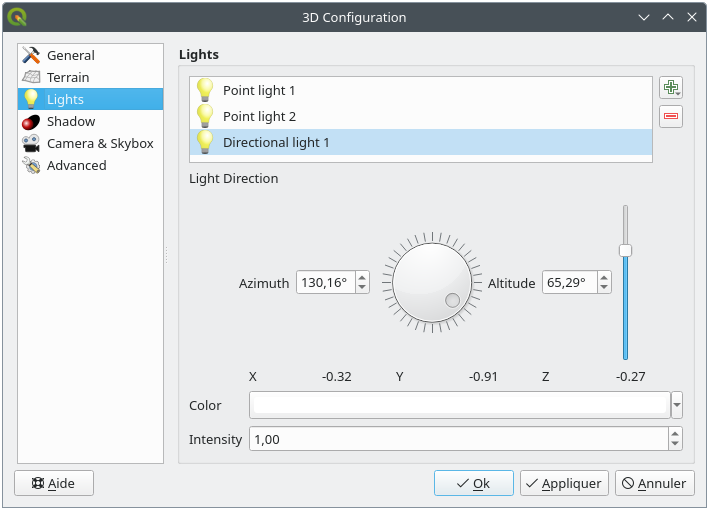 3D Configuration
General
Terrain
Lights
Shadow
Camera & Skybox
Advanced
Lights
Point light 1
Point light 2
Directional light 1
Light Direction
Azimuth 130,16° Altitude 65,29°
X -0.32 Y -0.91 Z -0.27
Color
Intensity 1,00
Aide Ok Appliquer Annuler